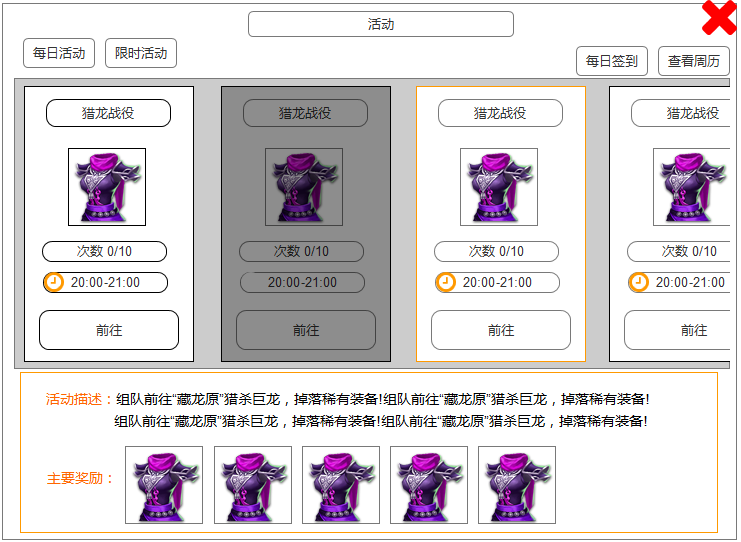 活动
每日活动 限时活动
每日签到 查看周历
猎龙战役 猎龙战役 猎龙战役 猎龙战役
次数 0/10 次数 0/10 次数 0/10 次数 0/10
20:00-21:00 20:00-21:00 20:00-21:00 20:00-21:00
前往 前往 前往 前往
活动描述：组队前往“藏龙原”猎杀巨龙，掉落稀有装备!组队前往“藏龙原”猎杀巨龙，掉落稀有装备!
组队前往“藏龙原”猎杀巨龙，掉落稀有装备!组队前往“藏龙原”猎杀巨龙，掉落稀有装备!
主要奖励：